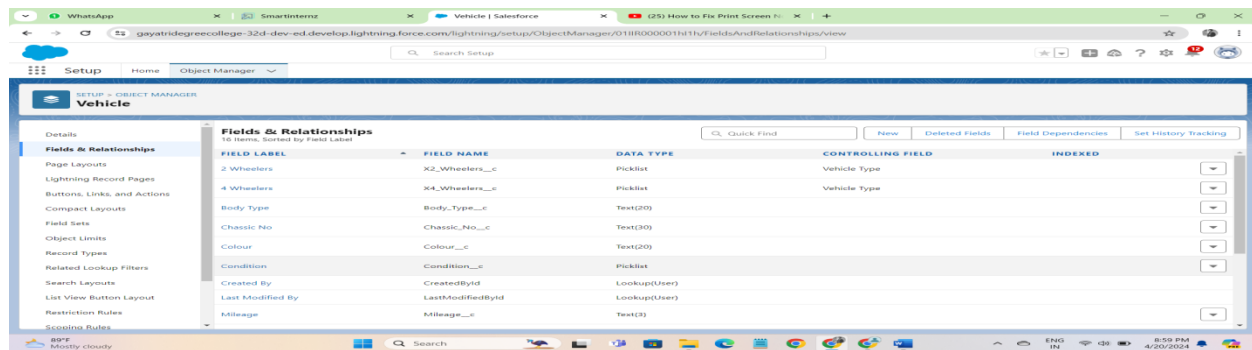 WhatsApp
Smartinternz
Vehicle | Salesforce
(25) How to Fix Print Screen N
gayatridegreecollege-32d-dev-ed.develop.lightning.force.com/lightning/setup/ObjectManager/01IIR000001hI1h/FieldsAndRelationships/view
Search Setup
12
Setup Home Object Manager
SETUP > OBJECT MANAGER
Vehicle
Details
Fields & Relationships
Page Layouts
Lightning Record Pages
Buttons, Links, and Actions
Compact Layouts
Field Sets
Object Limits
Record Types
Related Lookup Filters
Search Layouts
List View Button Layout
Restriction Rules
Scoping Rules
Fields & Relationships
16 Items, Sorted by Field Label
Quick Find
New
Deleted Fields
Field Dependencies
Set History Tracking
FIELD LABEL FIELD NAME DATA TYPE CONTROLLING FIELD INDEXED
2 Wheelers X2_Wheelers__c Picklist Vehicle Type
4 Wheelers X4_Wheelers__c Picklist Vehicle Type
Body Type Body_Type__c Text(20)
Chassic No Chassic_No__c Text(30)
Colour Colour__c Text(20)
Condition Condition__c Picklist
Created By CreatedById Lookup(User)
Last Modified By LastModifiedById Lookup(User)
Mileage Mileage__c Text(3)
89°F
Mostly cloudy
Search
ENG
IN
8:59 PM
4/20/2024